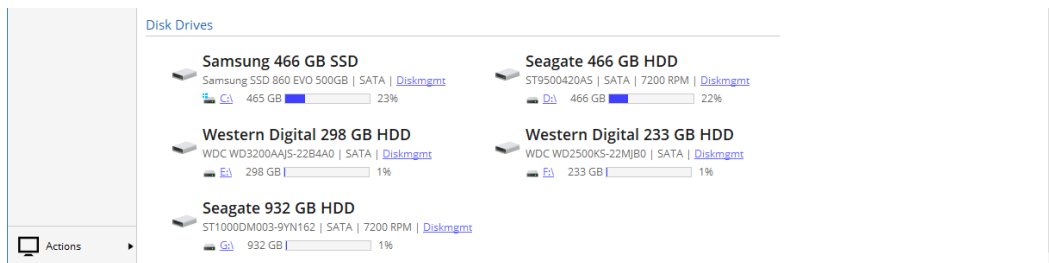 Disk Drives
Samsung 466 GB SSD
Samsung SSD 860 EVO 500GB | SATA | Diskmgmt
C:\ 465 GB 23%
Seagate 466 GB HDD
ST9500420AS | SATA | 7200 RPM | Diskmgmt
D:\ 466 GB 22%
Western Digital 298 GB HDD
WDC WD3200AAJS-22B4A0 | SATA | Diskmgmt
E:\ 298 GB 1%
Western Digital 233 GB HDD
WDC WD2500KS-22MJB0 | SATA | Diskmgmt
F:\ 233 GB 1%
Seagate 932 GB HDD
ST1000DM003-9YN162 | SATA | 7200 RPM | Diskmgmt
G:\ 932 GB 1%
Actions